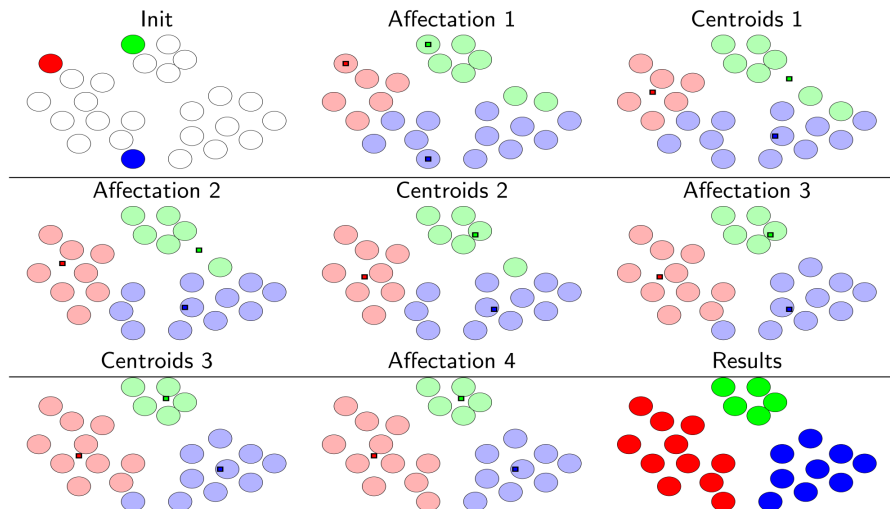 Init
Affectation 1
Centroids 1
Affectation 2
Centroids 2
Affectation 3
Centroids 3
Affectation 4
Results